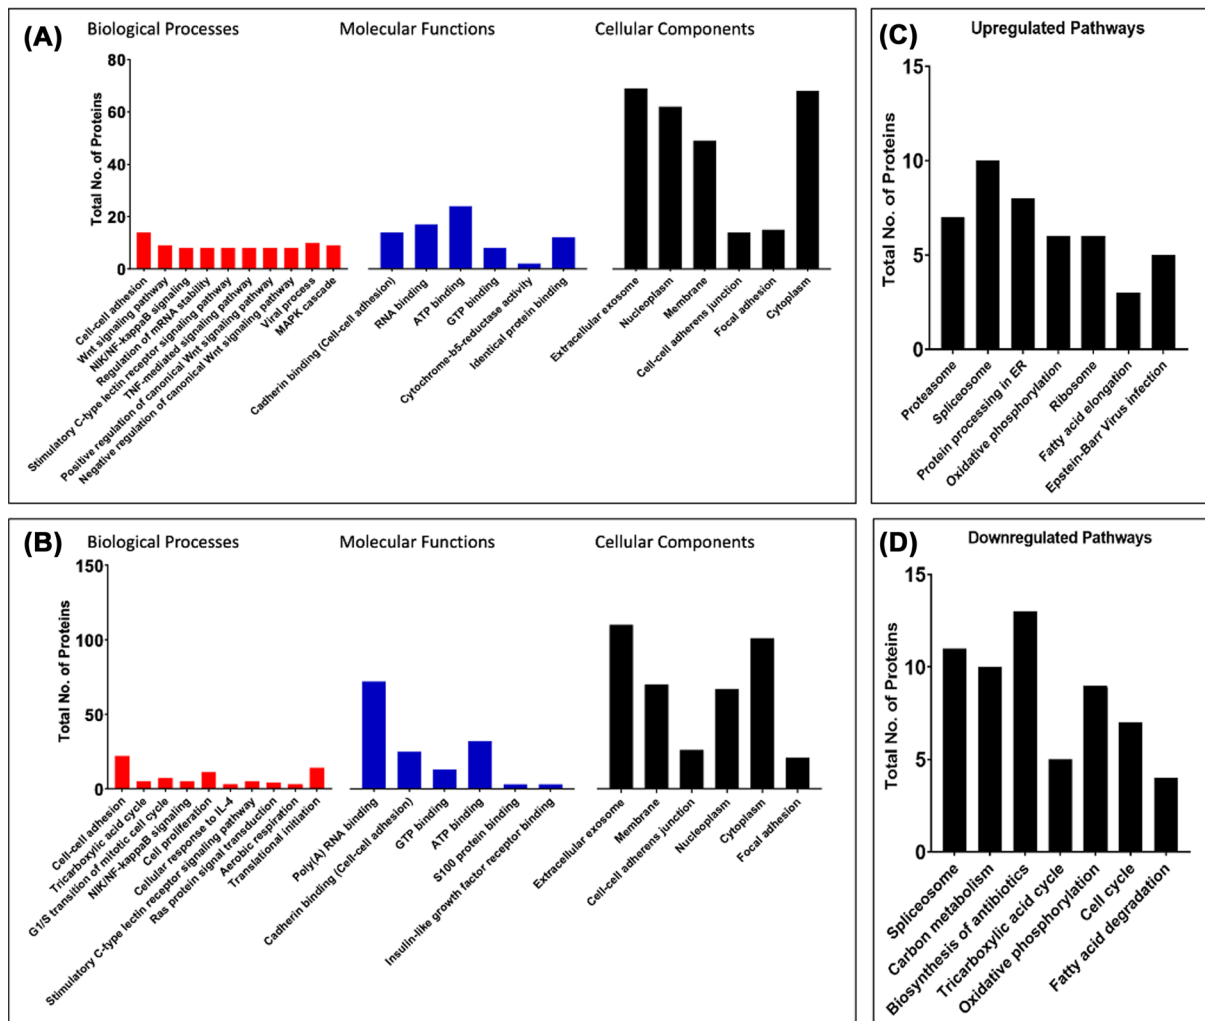 (A)
Biological Processes
Molecular Functions
Cellular Components
Total No. of Proteins
80
60
40
20
0
Cell-cell adhesion
Wnt signaling pathway
NIK/NF-kappaB signaling
Regulation of mRNA stability
Stimulatory C-type lectin receptor signaling pathway
TNF-mediated signaling pathway
Positive regulation of canonical Wnt signaling pathway
Negative regulation of canonical Wnt signaling pathway
Viral process
MAPK cascade
Cadherin binding (Cell-cell adhesion)
RNA binding
ATP binding
GTP binding
Cytochrome-b5-reductase activity
Identical protein binding
Extracellular exosome
Nucleoplasm
Membrane
Cell-cell adherens junction
Focal adhesion
Cytoplasm
(C)
Upregulated Pathways
Total No. of Proteins
15
10
5
0
Proteasome
Spliceosome
Protein processing in ER
Oxidative phosphorylation
Ribosome
Fatty acid elongation
Epstein-Barr Virus infection
(B)
Biological Processes
Molecular Functions
Cellular Components
Total No. of Proteins
150
100
50
0
Cell-cell adhesion
Tricarboxylic acid cycle
G1/S transition of mitotic cell cycle
NIK/NF-kappaB signaling
Cell proliferation
Cellular response to IL-4
Stimulatory C-type lectin receptor signaling pathway
Ras protein signal transduction
Aerobic respiration
Translational initiation
Poly(A) RNA binding
Cadherin binding (Cell-cell adhesion)
GTP binding
ATP binding
S100 protein binding
Insulin-like growth factor receptor binding
Extracellular exosome
Membrane
Cell-cell adherens junction
Nucleoplasm
Cytoplasm
Focal adhesion
(D)
Downregulated Pathways
Total No. of Proteins
15
10
5
0
Spliceosome
Carbon metabolism
Biosynthesis of antibiotics
Tricarboxylic acid cycle
Oxidative phosphorylation
Cell cycle
Fatty acid degradation